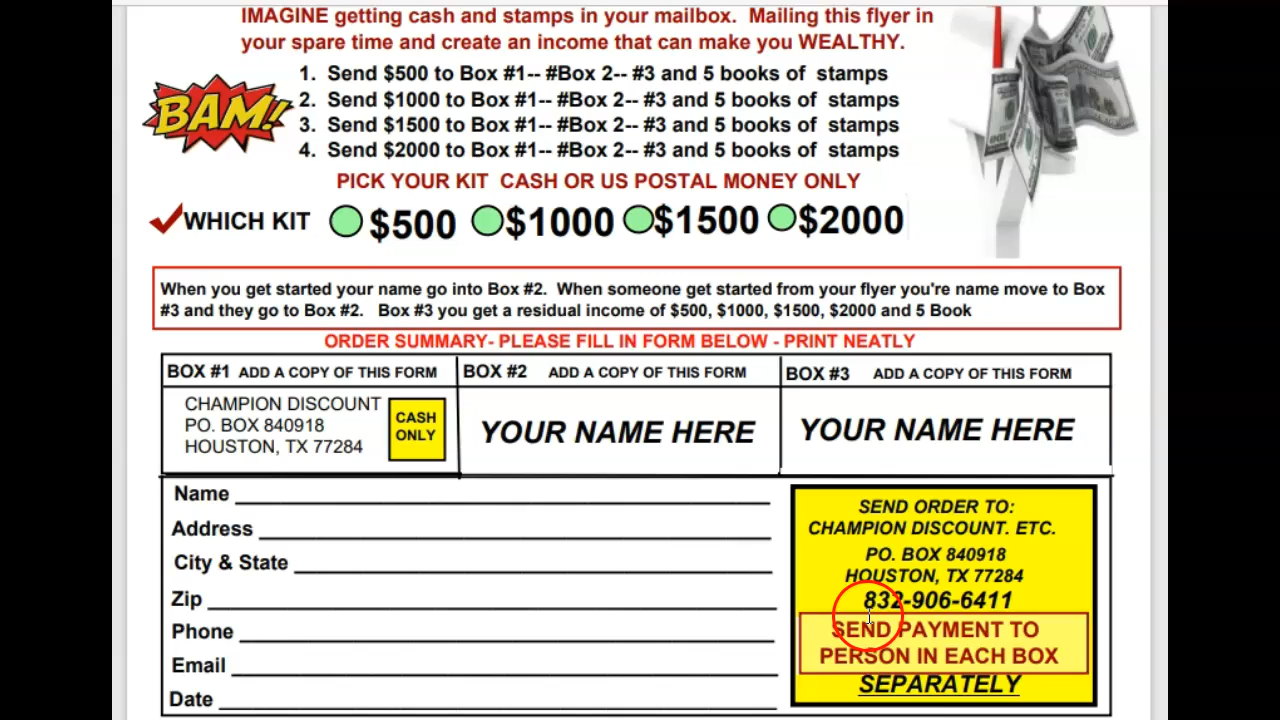 IMAGINE getting cash and stamps in your mailbox. Mailing this flyer in
your spare time and create an income that can make you WEALTHY.
BAM!
1. Send $500 to Box #1-- #Box 2-- #3 and 5 books of stamps
2. Send $1000 to Box #1-- #Box 2-- #3 and 5 books of stamps
3. Send $1500 to Box #1-- #Box 2-- #3 and 5 books of stamps
4. Send $2000 to Box #1-- #Box 2-- #3 and 5 books of stamps
PICK YOUR KIT CASH OR US POSTAL MONEY ONLY
WHICH KIT $500 $1000 $1500 $2000
When you get started your name go into Box #2. When someone get started from your flyer you're name move to Box
#3 and they go to Box #2. Box #3 you get a residual income of $500, $1000, $1500, $2000 and 5 Book
ORDER SUMMARY- PLEASE FILL IN FORM BELOW - PRINT NEATLY
BOX #1 ADD A COPY OF THIS FORM
CHAMPION DISCOUNT
PO. BOX 840918
HOUSTON, TX 77284
CASH
ONLY
BOX #2 ADD A COPY OF THIS FORM
YOUR NAME HERE
BOX #3 ADD A COPY OF THIS FORM
YOUR NAME HERE
Name
Address
City & State
Zip
Phone
Email
Date
SEND ORDER TO:
CHAMPION DISCOUNT. ETC.
PO. BOX 840918
HOUSTON, TX 77284
832-906-6411
SEND PAYMENT TO
PERSON IN EACH BOX
SEPARATELY